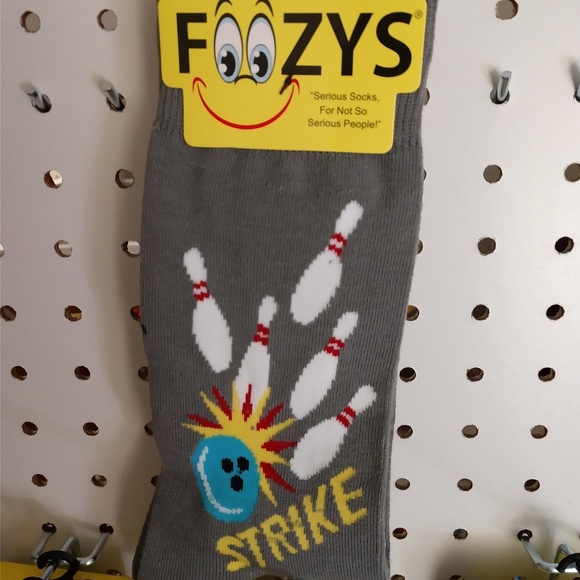 FOOZYS®
"Serious Socks,
For Not So
Serious People!"
STRIKE